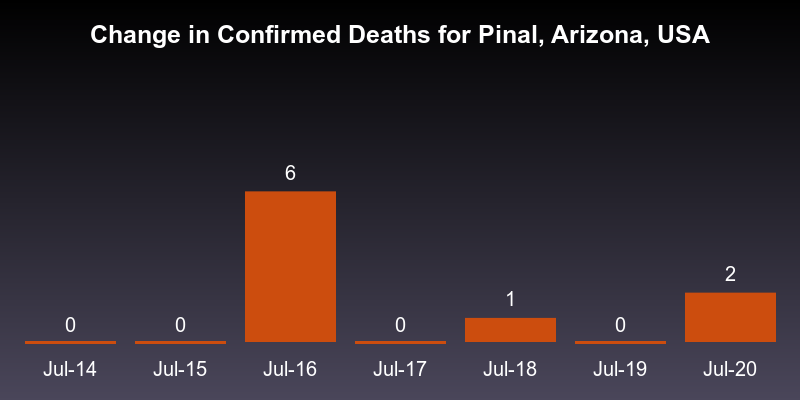 Change in Confirmed Deaths for Pinal, Arizona, USA
6
2
1
0 0 0 0
Jul-14 Jul-15 Jul-16 Jul-17 Jul-18 Jul-19 Jul-20